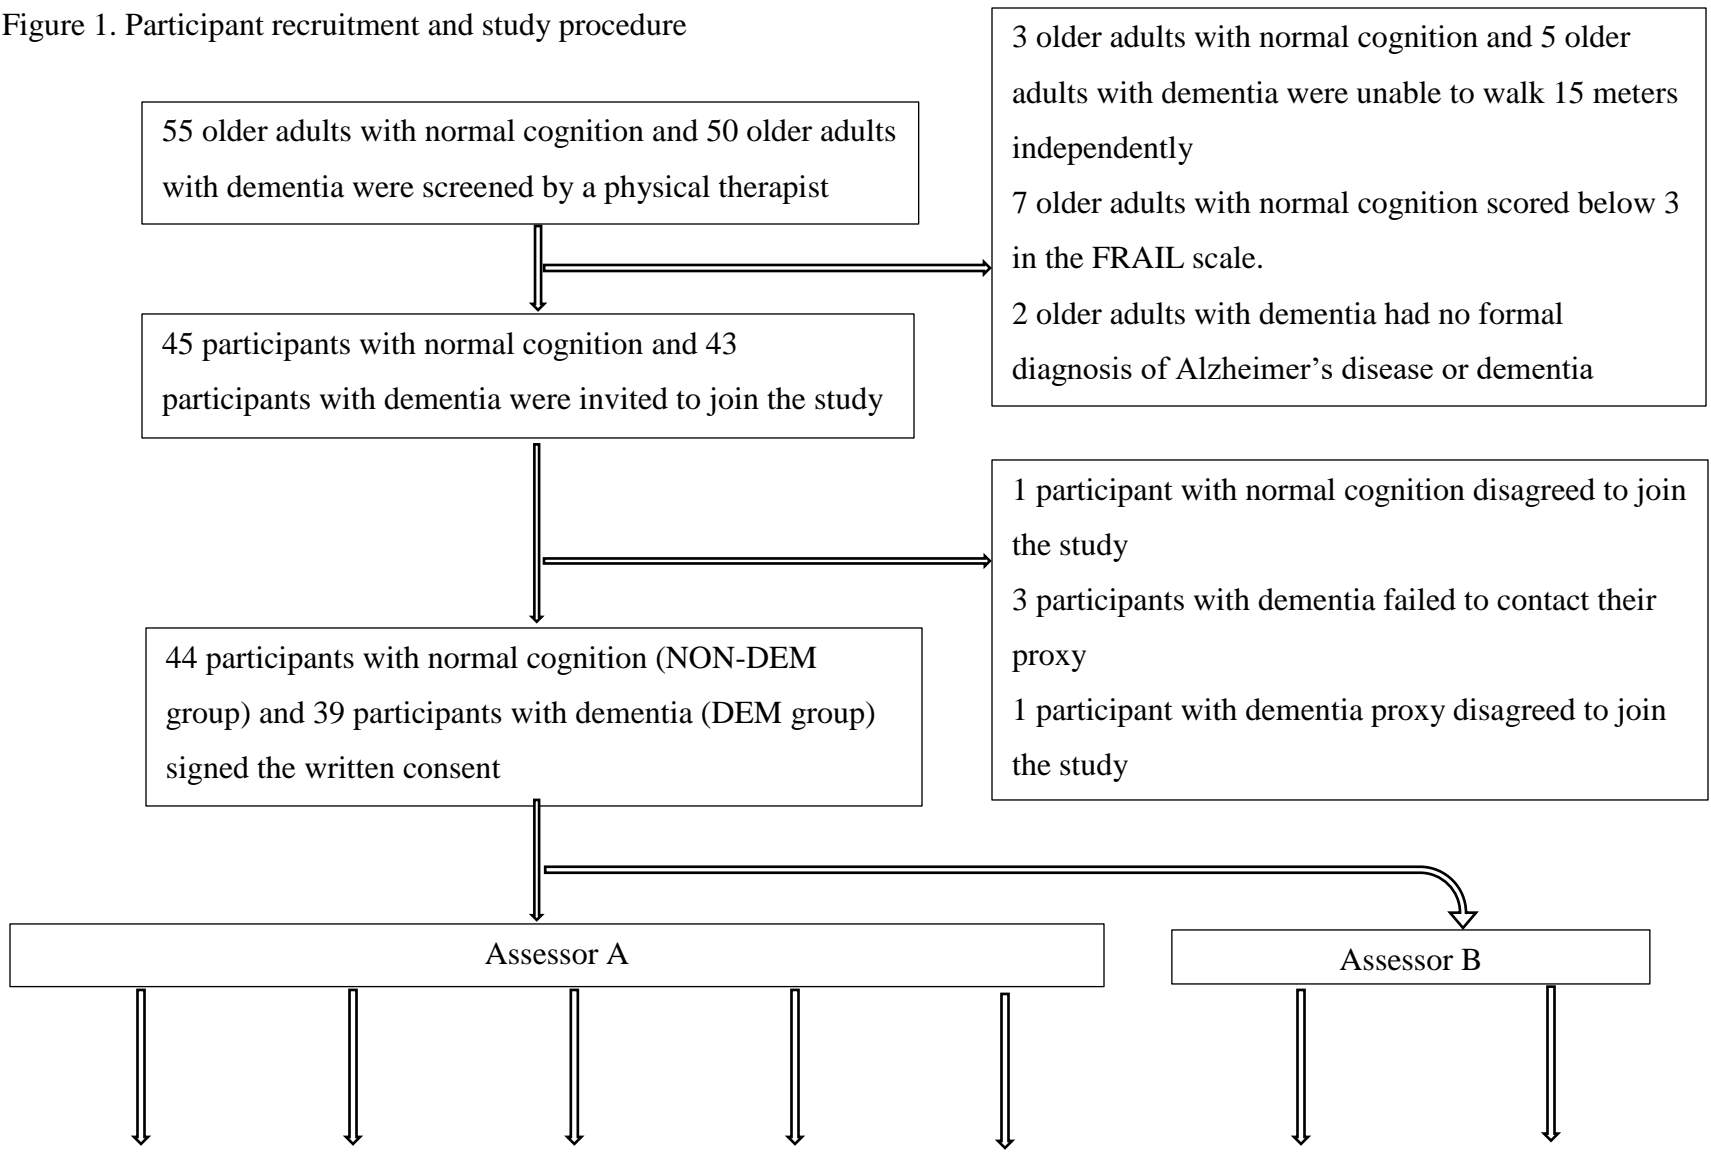 Figure 1. Participant recruitment and study procedure
55 older adults with normal cognition and 50 older adults
with dementia were screened by a physical therapist
3 older adults with normal cognition and 5 older
adults with dementia were unable to walk 15 meters
independently
7 older adults with normal cognition scored below 3
in the FRAIL scale.
2 older adults with dementia had no formal
diagnosis of Alzheimer’s disease or dementia
45 participants with normal cognition and 43
participants with dementia were invited to join the study
1 participant with normal cognition disagreed to join
the study
3 participants with dementia failed to contact their
proxy
1 participant with dementia proxy disagreed to join
the study
44 participants with normal cognition (NON-DEM
group) and 39 participants with dementia (DEM group)
signed the written consent
Assessor A
Assessor B